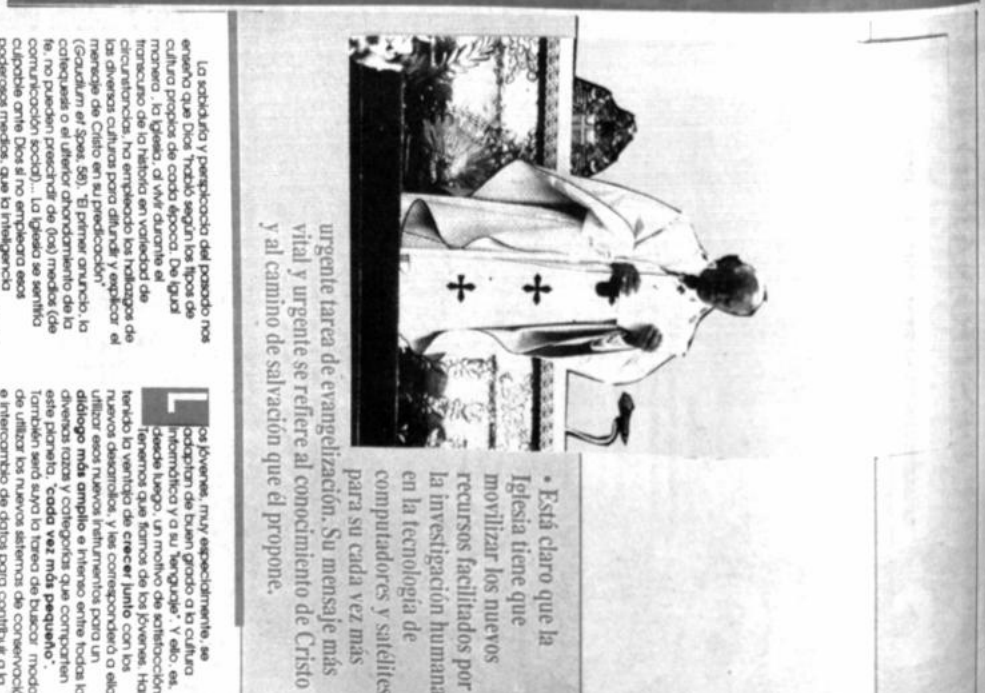 • Está claro que la
Iglesia tiene que
movilizar los nuevos
recursos facilitados por
la investigación humana
en la tecnología de
computadores y satélites
para su cada vez más
urgente tarea de evangelización. Su mensaje más
vital y urgente se refiere al conocimiento de Cristo
y al camino de salvación que él propone.
La sabiduría y perspicacia del pasado nos
enseña que Dios "habló según los tipos de
cultura propios de cada época. De igual
manera, la Iglesia, al vivir durante el
transcurso de la historia en variedad de
circunstancias, ha empleado los hallazgos de
las diversas culturas para difundir y explicar el
mensaje de Cristo en su predicación"
(Gaudium et Spes, 58). "El primer anuncio, la
catequesis o el ulterior ahondamiento de la
fe, no pueden prescindir de (los) medios (de
comunicación social)... La Iglesia se sentiría
culpable ante Dios si no empleara esos
poderosos medios, que la inteligencia
Los jóvenes, muy especialmente, se
adaptan de buen grado a la cultura
informática y a su "lenguaje". Y ello, es,
desde luego, un motivo de satisfacción
Tenemos que fiarnos de los jóvenes. Ha
tenido la ventaja de crecer junto con los
nuevos desarrollos, y les corresponderá a ello
utilizar esos nuevos instrumentos para un
diálogo más amplio e intenso entre todas la
diversas razas y categorías que comparten
este planeta, "cada vez más pequeño".
También será suya la tarea de buscar modo
de utilizar los nuevos sistemas de conservaci
e intercambio de datos para contribuir a la